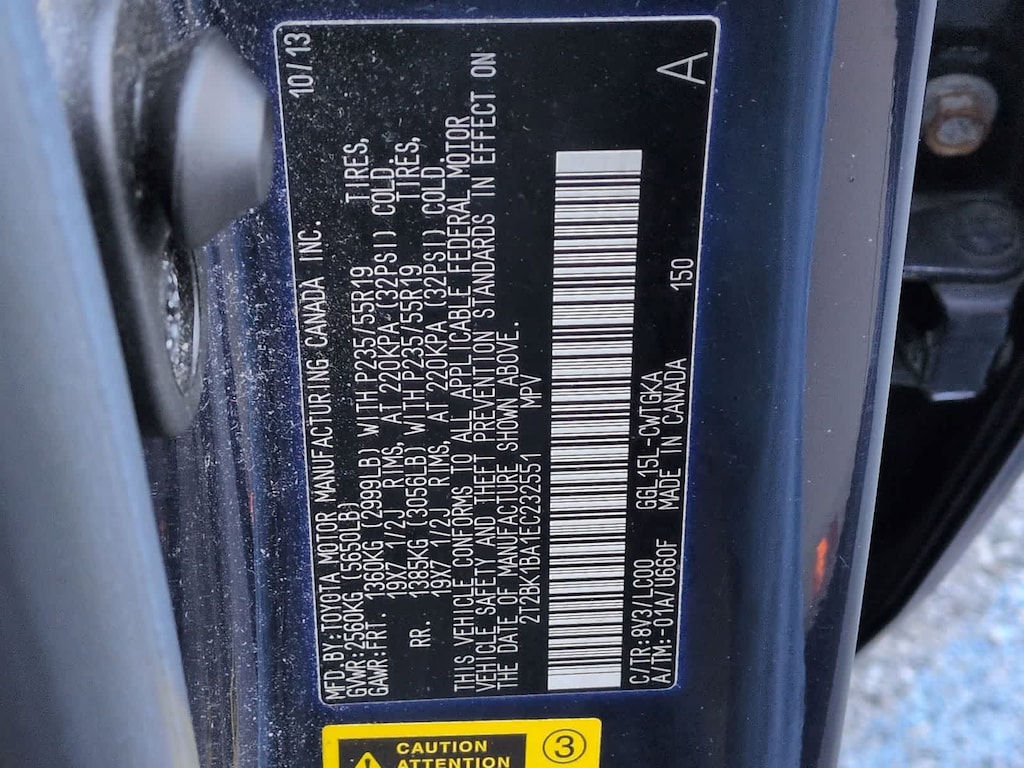 MFD BY:TOYOTA MOTOR MANUFACTURING CANADA INC. 10/13
GVWR:2560KG (5650LB)
GAWR:FRT. 1360KG (2999LB) WITH P235/55R19 TIRES,
19X7 1/2J RIMS, AT 220KPA (32PSI) COLD.
RR. 1385KG (3056LB) WITH P235/55R19 TIRES,
19X7 1/2J RIMS, AT 220KPA (32PSI) COLD.
THIS VEHICLE CONFORMS TO ALL APPLICABLE FEDERAL MOTOR
VEHICLE SAFETY AND THEFT PREVENTION STANDARDS IN EFFECT ON
THE DATE OF MANUFACTURE SHOWN ABOVE.
2T2BK1BA1EC232551 MPV
C/TR:8V3/LC00 GGL15L-CWTGKA A
A/TM:-01A/U660F MADE IN CANADA 150
CAUTION
ATTENTION
3